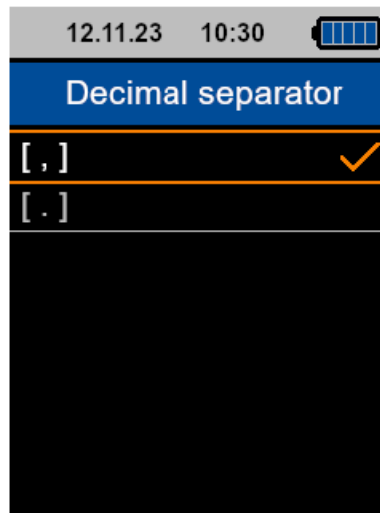 12.11.23 10:30
Decimal separator
[ , ]
[ . ]